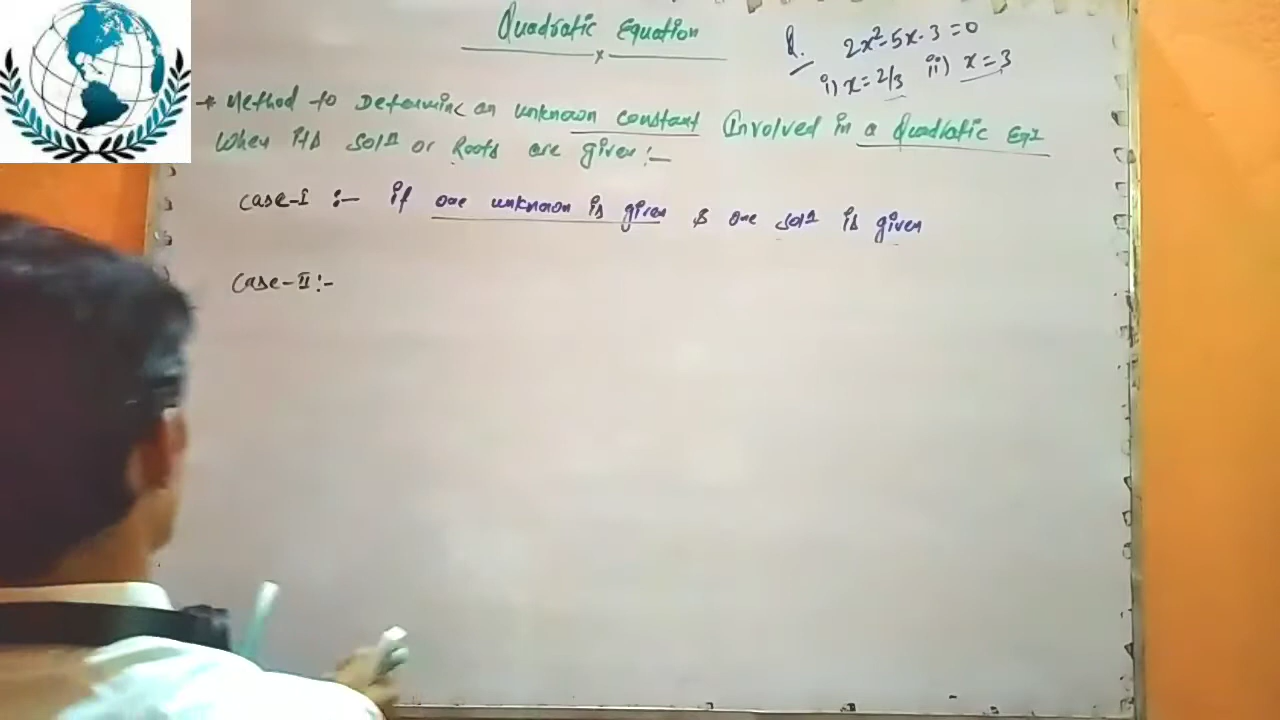 Quadratic Equation
Q. 2x²-5x-3=0
i) x=2/3 ii) x=3
* Method to Determine an unknown constant Involved in a Quadratic Eqn
When its Soln or Roots are given:-
Case-I :- if one unknown is given & one soln is given
Case-II:-